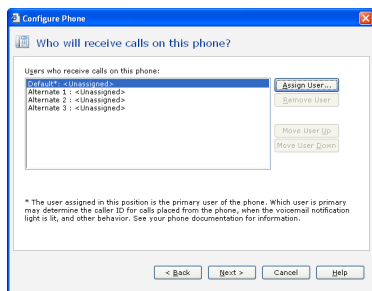 Configure Phone
Who will receive calls on this phone?
Users who receive calls on this phone:
Default*: <Unassigned>
Alternate 1 : <Unassigned>
Alternate 2 : <Unassigned>
Alternate 3 : <Unassigned>
Assign User...
Remove User
Move User Up
Move User Down
* The user assigned in this position is the primary user of the phone. Which user is primary
may determine the caller ID for calls placed from the phone, when the voicemail notification
light is lit, and other behavior. See your phone documentation for information.
< Back
Next >
Cancel
Help